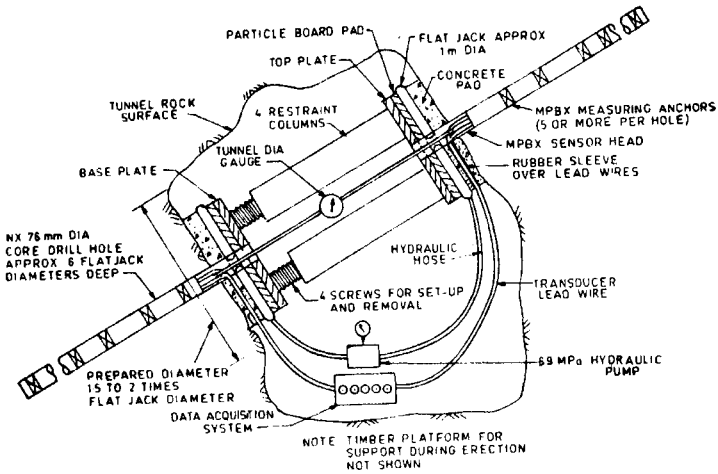 PARTICLE BOARD PAD
FLAT JACK APPROX
1m DIA
TOP PLATE
CONCRETE
PAD
TUNNEL ROCK
SURFACE
4 RESTRAINT
COLUMNS
MPBX MEASURING ANCHORS
(5 OR MORE PER HOLE)
TUNNEL DIA
GAUGE
MPBX SENSOR HEAD
BASE PLATE
RUBBER SLEEVE
OVER LEAD WIRES
NX 76mm DIA
CORE DRILL HOLE
APPROX 6 FLATJACK
DIAMETERS DEEP
HYDRAULIC
HOSE
TRANSDUCER
LEAD WIRE
4 SCREWS FOR SET-UP
AND REMOVAL
PREPARED DIAMETER
15 TO 2 TIMES
FLAT JACK DIAMETER
69 MPa HYDRAULIC
PUMP
DATA ACQUISITION
SYSTEM
NOTE TIMBER PLATFORM FOR
SUPPORT DURING ERECTION
NOT SHOWN